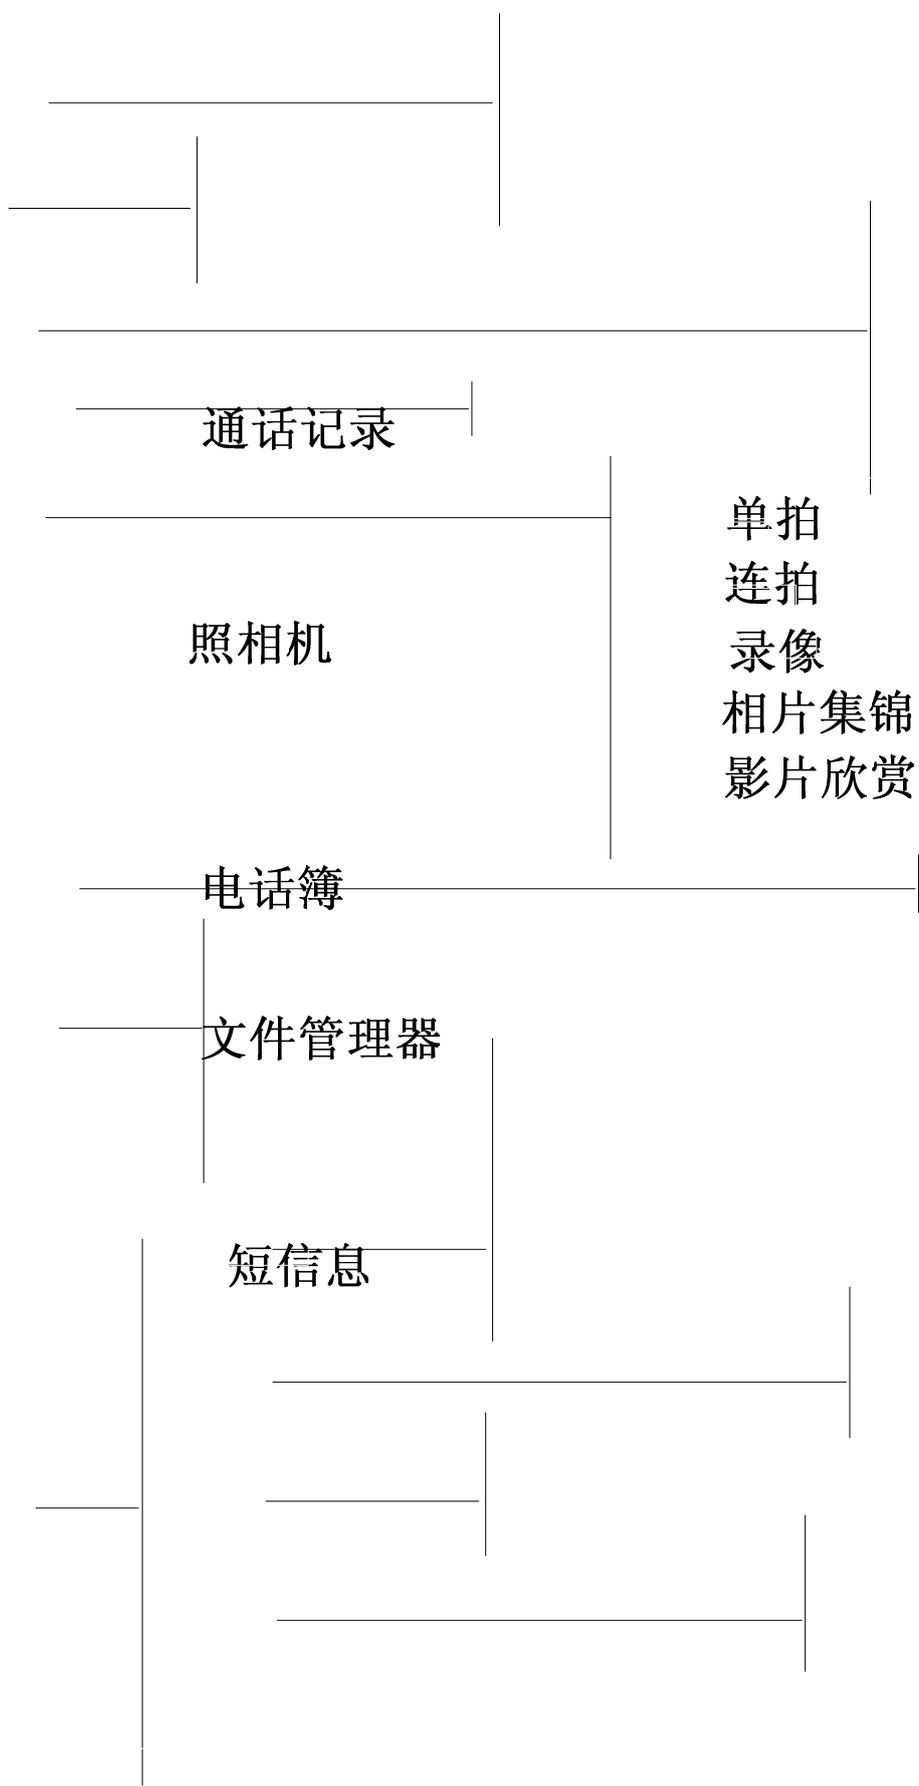 通话记录
单拍
连拍
照相机
录像
相片集锦
影片欣赏
电话簿
文件管理器
短信息